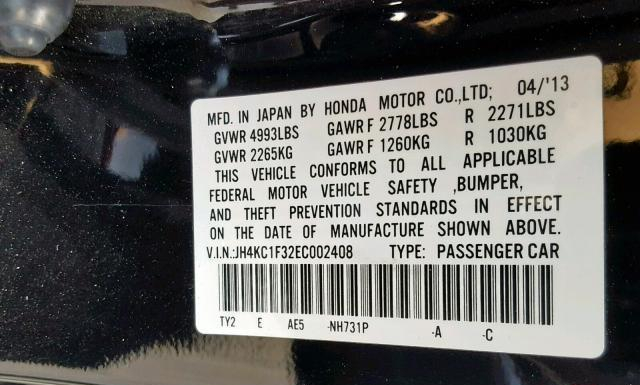 MFD. IN JAPAN BY HONDA MOTOR CO.,LTD; 04/'13
GVWR 4993LBS GAWR F 2778LBS R 2271LBS
GVWR 2265KG GAWR F 1260KG R 1030KG
THIS VEHICLE CONFORMS TO ALL APPLICABLE
FEDERAL MOTOR VEHICLE SAFETY ,BUMPER,
AND THEFT PREVENTION STANDARDS IN EFFECT
ON THE DATE OF MANUFACTURE SHOWN ABOVE.
V.I.N.:JH4KC1F32EC002408 TYPE: PASSENGER CAR
TY2 E AE5 -NH731P -A -C